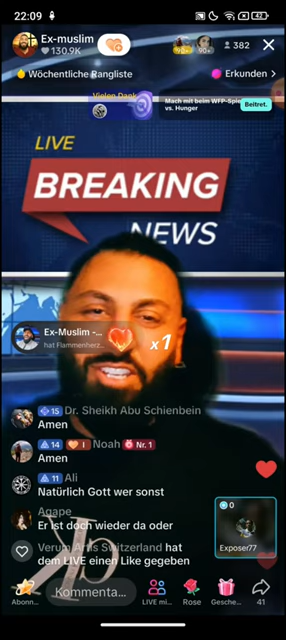 22:09
42
Ex-muslim
130.9K
382
Wöchentliche Rangliste
Erkunden >
Vielen Dank
Mach mit beim WFP-Spie
vs. Hunger
Beitret.
LIVE
BREAKING
NEWS
Ex-Muslim -...
hat Flammenherz...
x1
15 Dr. Sheikh Abu Schienbein
Amen
14 I Noah Nr. 1
Amen
11 Ali
Natürlich Gott wer sonst
Agape
Er ist doch wieder da oder
Verum Arns Switzerland hat
dem LIVE einen Like gegeben
0
Exposer77
Kommenta...
Abonn...
LIVE mi...
Rose
Gesche...
41